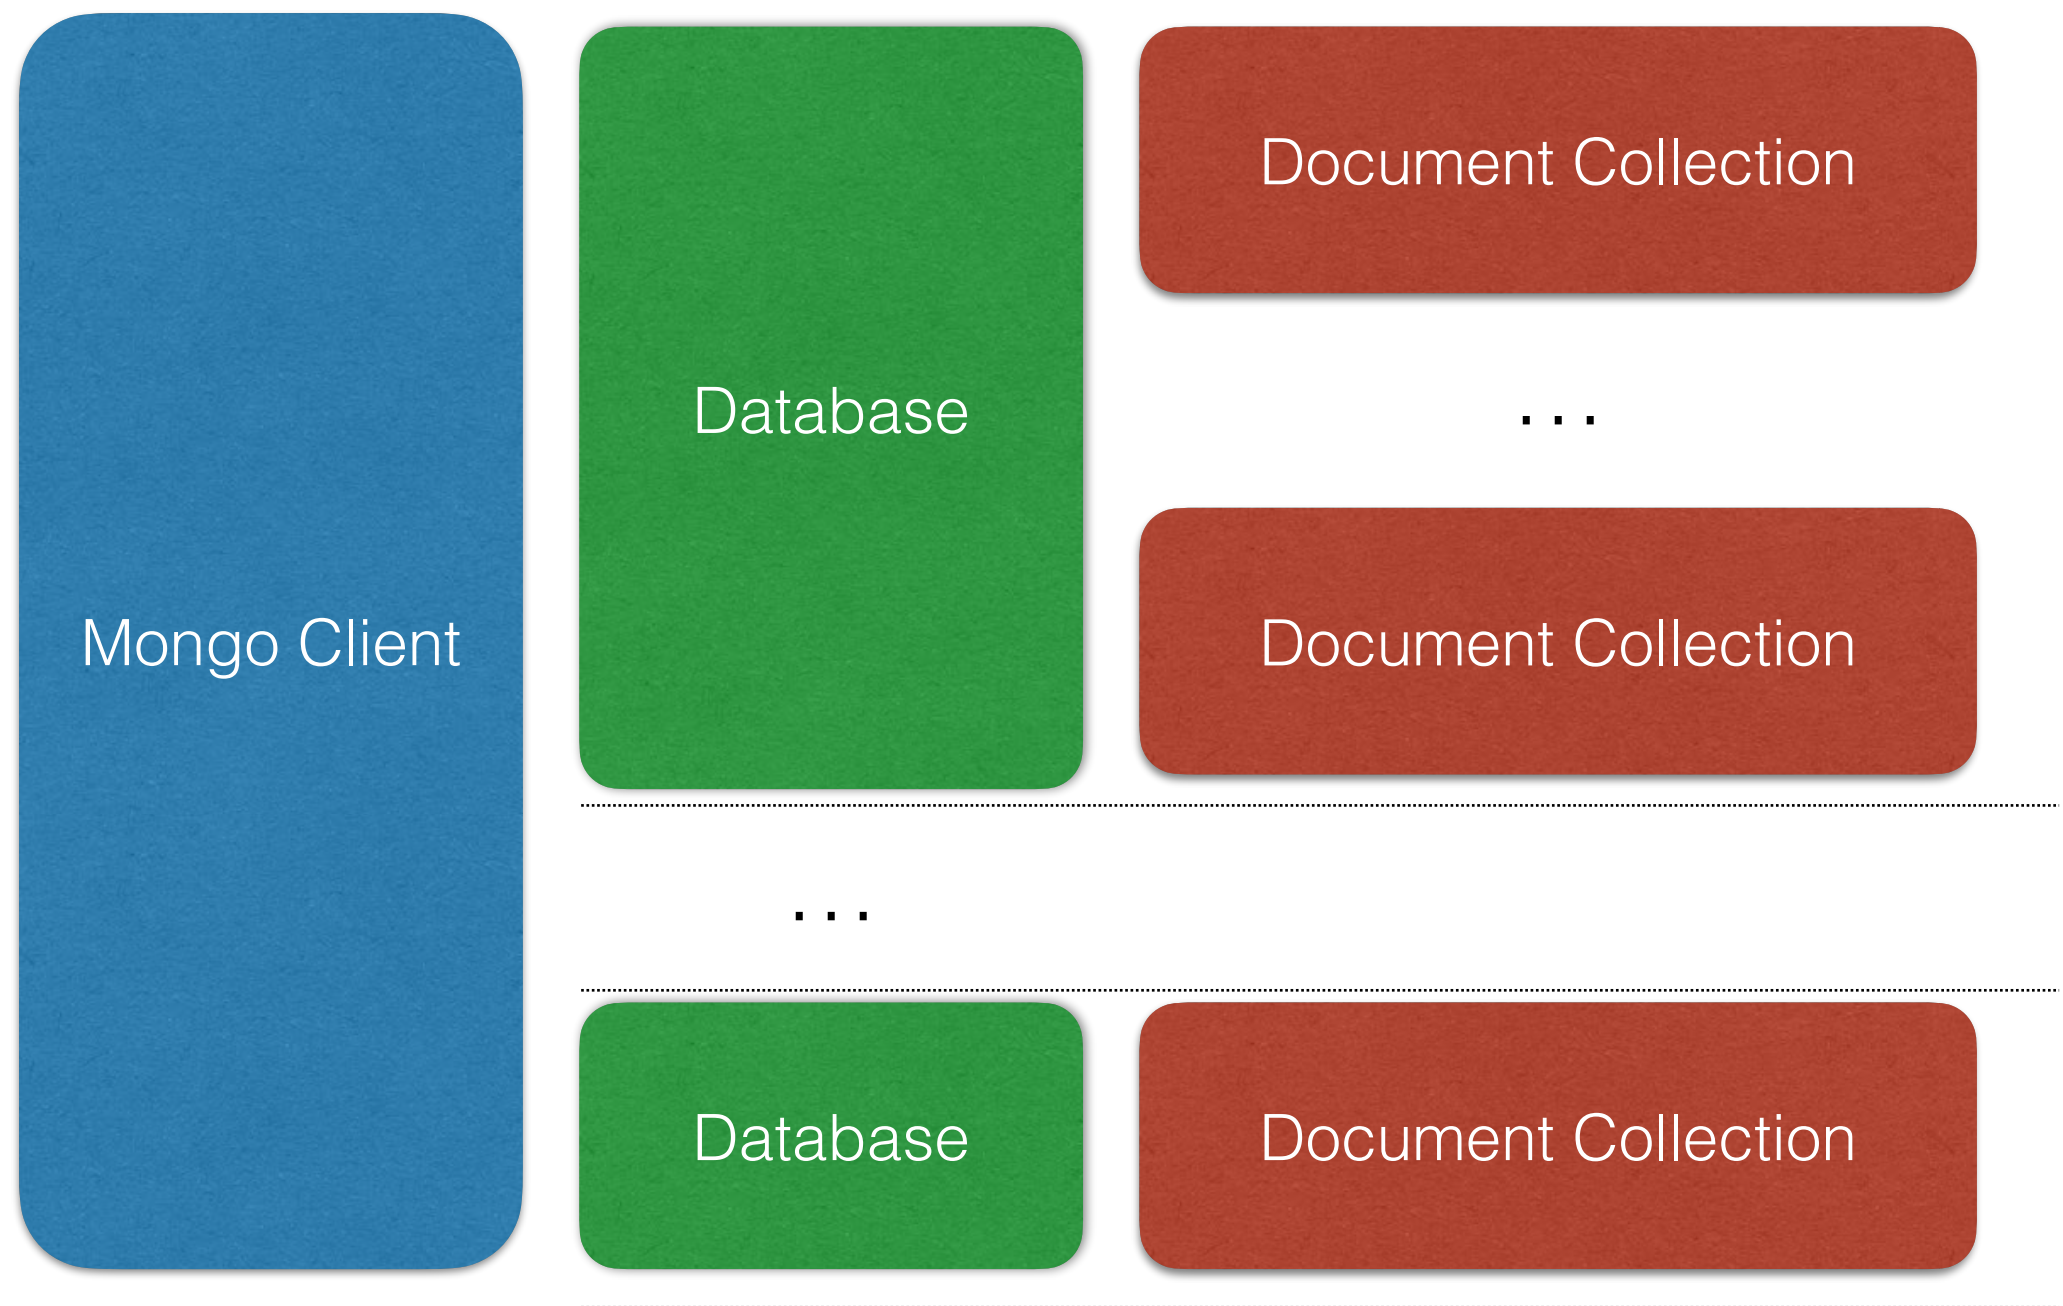 Document Collection
. . .
Database
Mongo Client
Document Collection
. . .
Database
Document Collection